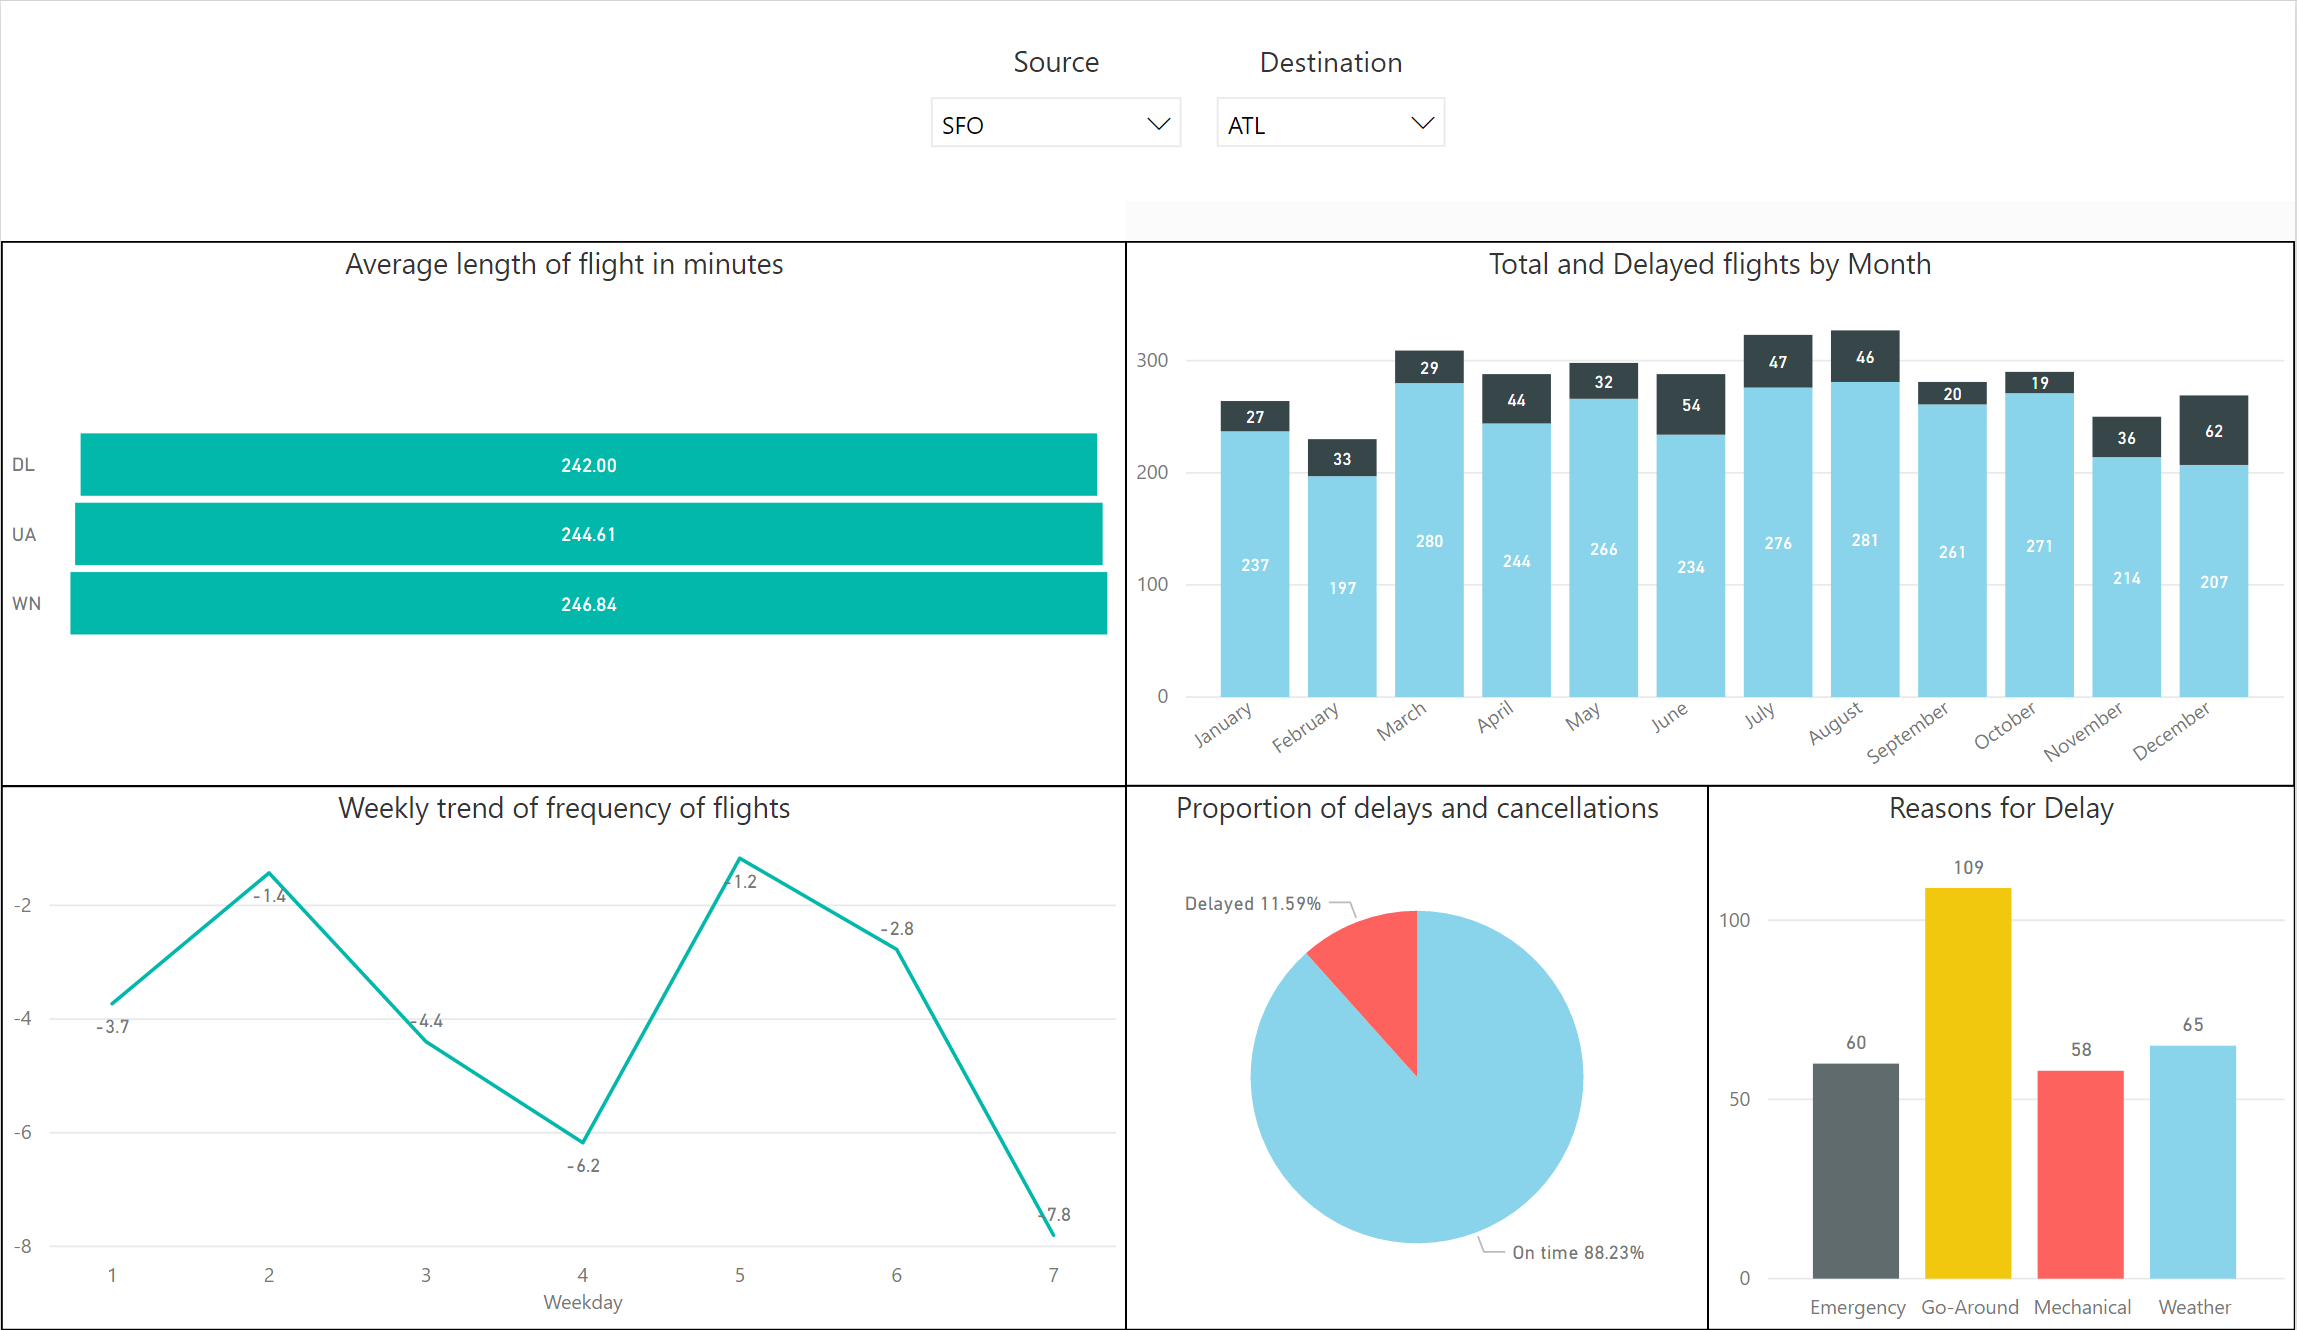 Source
Destination
SFO
ATL
Average length of flight in minutes
DL
242.00
UA
244.61
WN
246.84
Total and Delayed flights by Month
300
200
100
0
27
33
29
44
32
54
47
46
20
19
36
62
237
197
280
244
266
234
276
281
261
271
214
207
January
February
March
April
May
June
July
August
September
October
November
December
Weekly trend of frequency of flights
-2
-4
-6
-8
-3.7
-1.4
-4.4
-6.2
-1.2
-2.8
-7.8
1
2
3
4
5
6
7
Weekday
Proportion of delays and cancellations
Delayed 11.59%
On time 88.23%
Reasons for Delay
100
50
0
60
109
58
65
Emergency
Go-Around
Mechanical
Weather